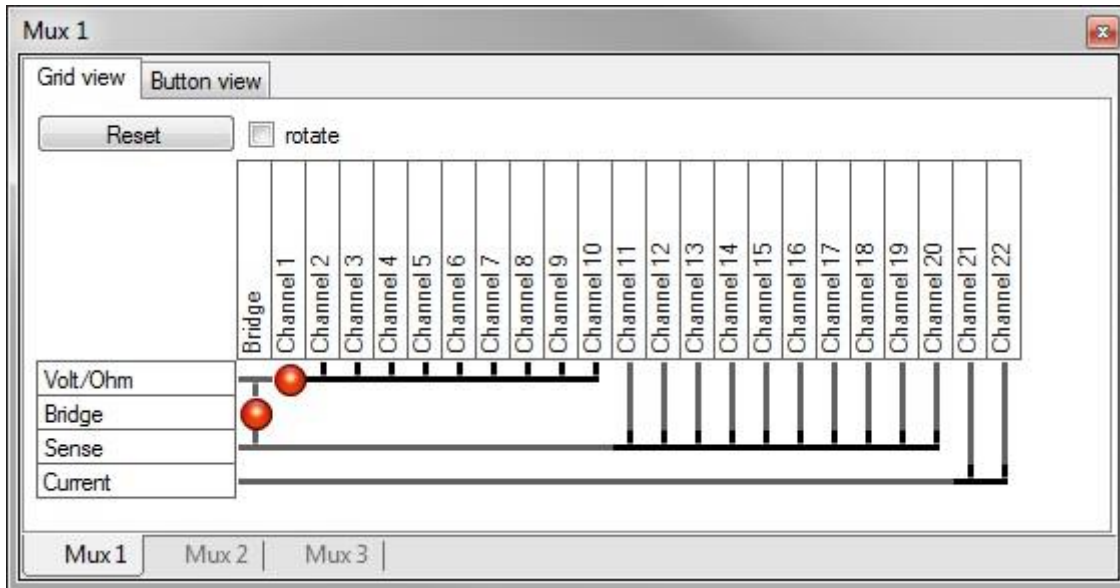 Mux 1
Grid view Button view
Reset rotate
Bridge Channel 1 Channel 2 Channel 3 Channel 4 Channel 5 Channel 6 Channel 7 Channel 8 Channel 9 Channel 10 Channel 11 Channel 12 Channel 13 Channel 14 Channel 15 Channel 16 Channel 17 Channel 18 Channel 19 Channel 20 Channel 21 Channel 22
Volt/Ohm
Bridge
Sense
Current
Mux 1 Mux 2 Mux 3